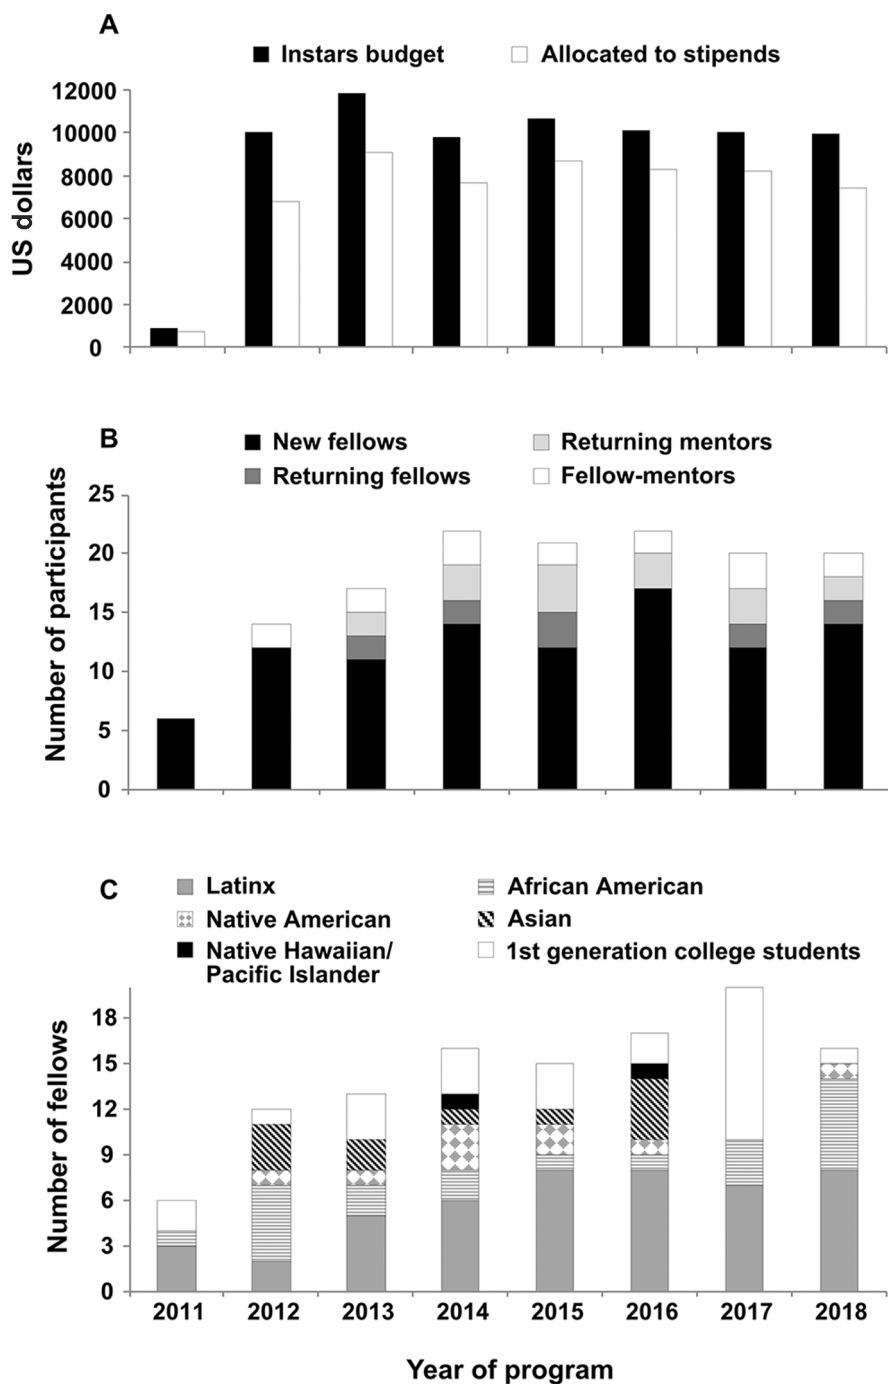 A
Instars budget
Allocated to stipends
12000
10000
8000
6000
4000
2000
0
US dollars
B
New fellows
Returning mentors
Returning fellows
Fellow-mentors
25
20
15
10
5
0
Number of participants
C
Latinx
African American
Native American
Asian
Native Hawaiian/
Pacific Islander
1st generation college students
18
15
12
9
6
3
0
Number of fellows
2011 2012 2013 2014 2015 2016 2017 2018
Year of program